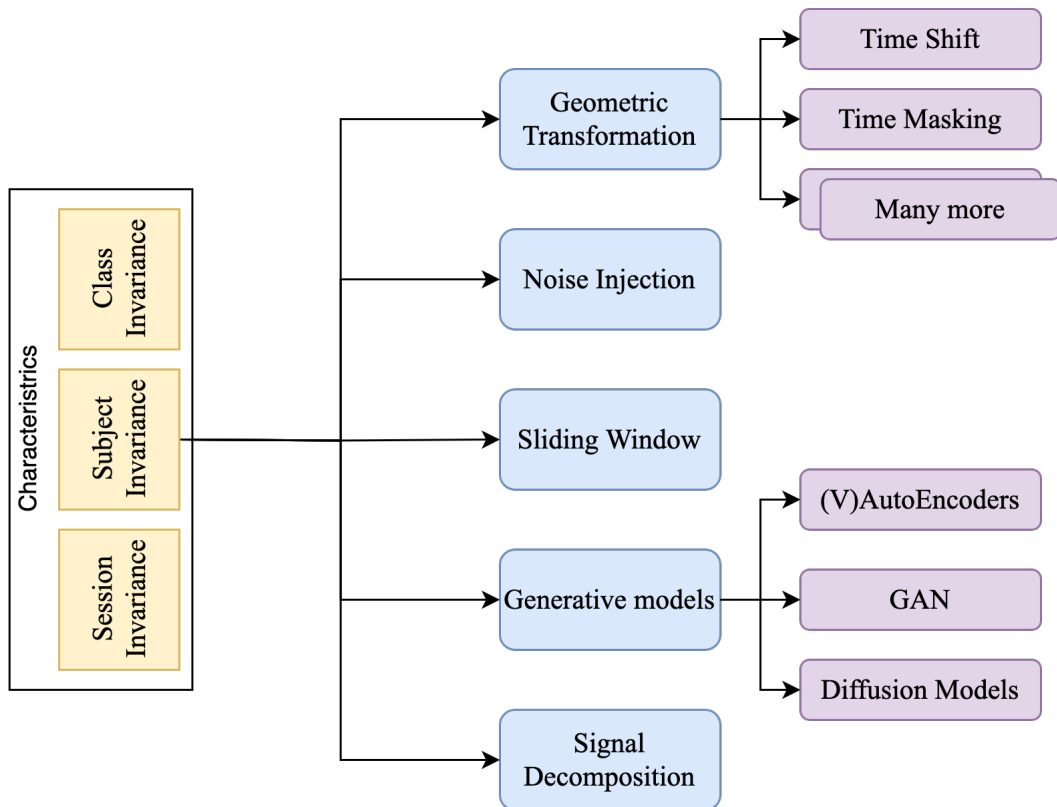 Characteristrics
Class
Invariance
Subject
Invariance
Session
Invariance
Geometric
Transformation
Noise Injection
Sliding Window
Generative models
Signal
Decomposition
Time Shift
Time Masking
Many more
(V)AutoEncoders
GAN
Diffusion Models